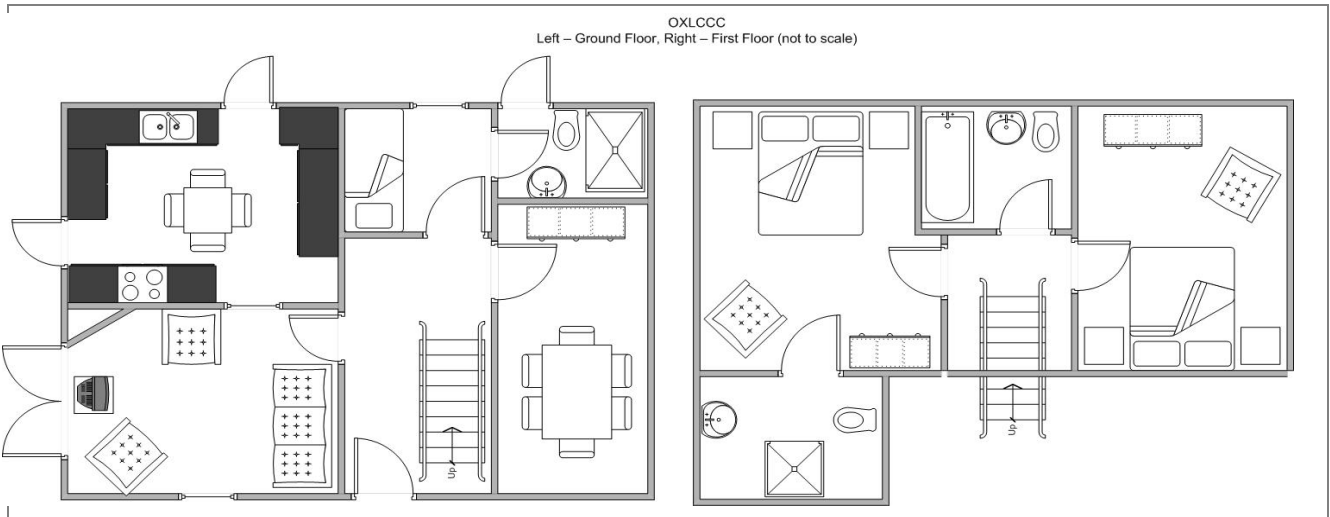 OXLCCC
Left – Ground Floor, Right – First Floor (not to scale)
Up
Up